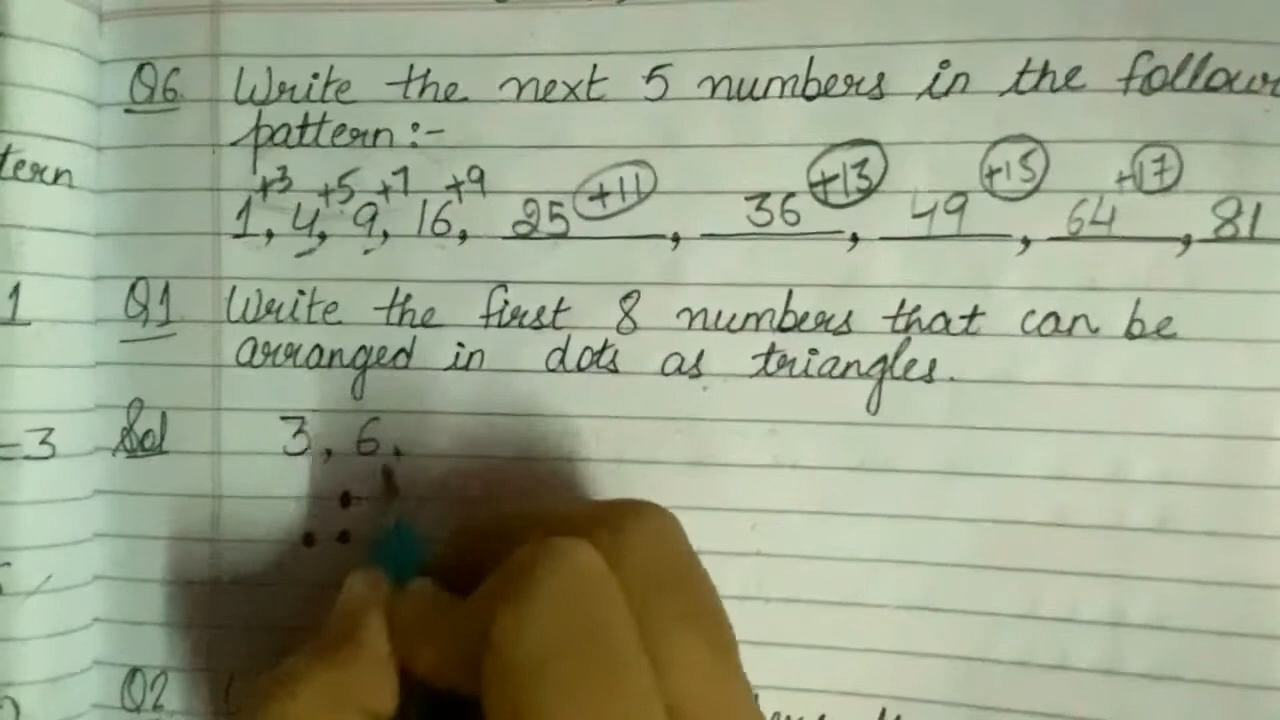 Q6 Write the next 5 numbers in the
pattern:-
tern
+3 +5 +7 +9 +11 +13 +15 +17
1, 4, 9, 16, 25, 36, 49, 64, 81
1 Q1 Write the first 8 numbers that can be
arranged in dots as triangles.
=3 Sol 3, 6,
Q2